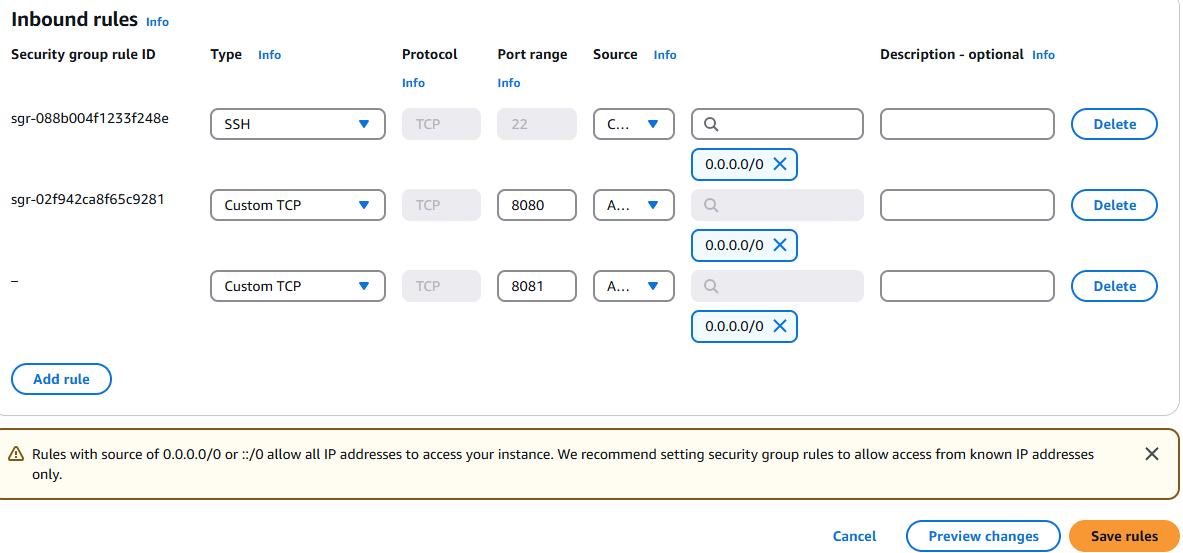 Inbound rules Info
Security group rule ID Type Info Protocol Info Port range Info Source Info Description - optional Info
sgr-088b004f1233f248e SSH TCP 22 C... Delete
0.0.0.0/0
sgr-02f942ca8f65c9281 Custom TCP TCP 8080 A... Delete
0.0.0.0/0
– Custom TCP TCP 8081 A... Delete
0.0.0.0/0
Add rule
Rules with source of 0.0.0.0/0 or ::/0 allow all IP addresses to access your instance. We recommend setting security group rules to allow access from known IP addresses
only.
Cancel Preview changes Save rules